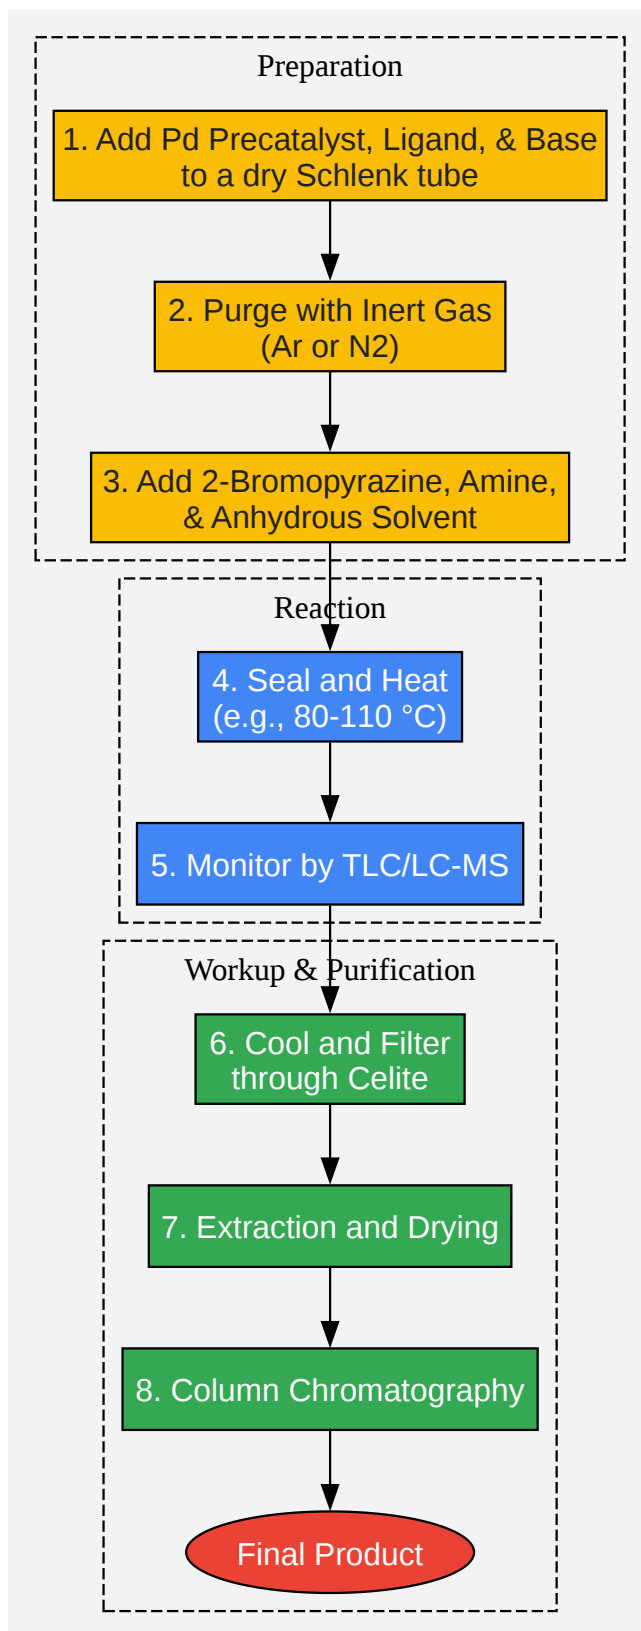 Preparation
1. Add Pd Precatalyst, Ligand, & Base
to a dry Schlenk tube
2. Purge with Inert Gas
(Ar or N2)
3. Add 2-Bromopyrazine, Amine,
& Anhydrous Solvent
Reaction
4. Seal and Heat
(e.g., 80-110 °C)
5. Monitor by TLC/LC-MS
Workup & Purification
6. Cool and Filter
through Celite
7. Extraction and Drying
8. Column Chromatography
Final Product